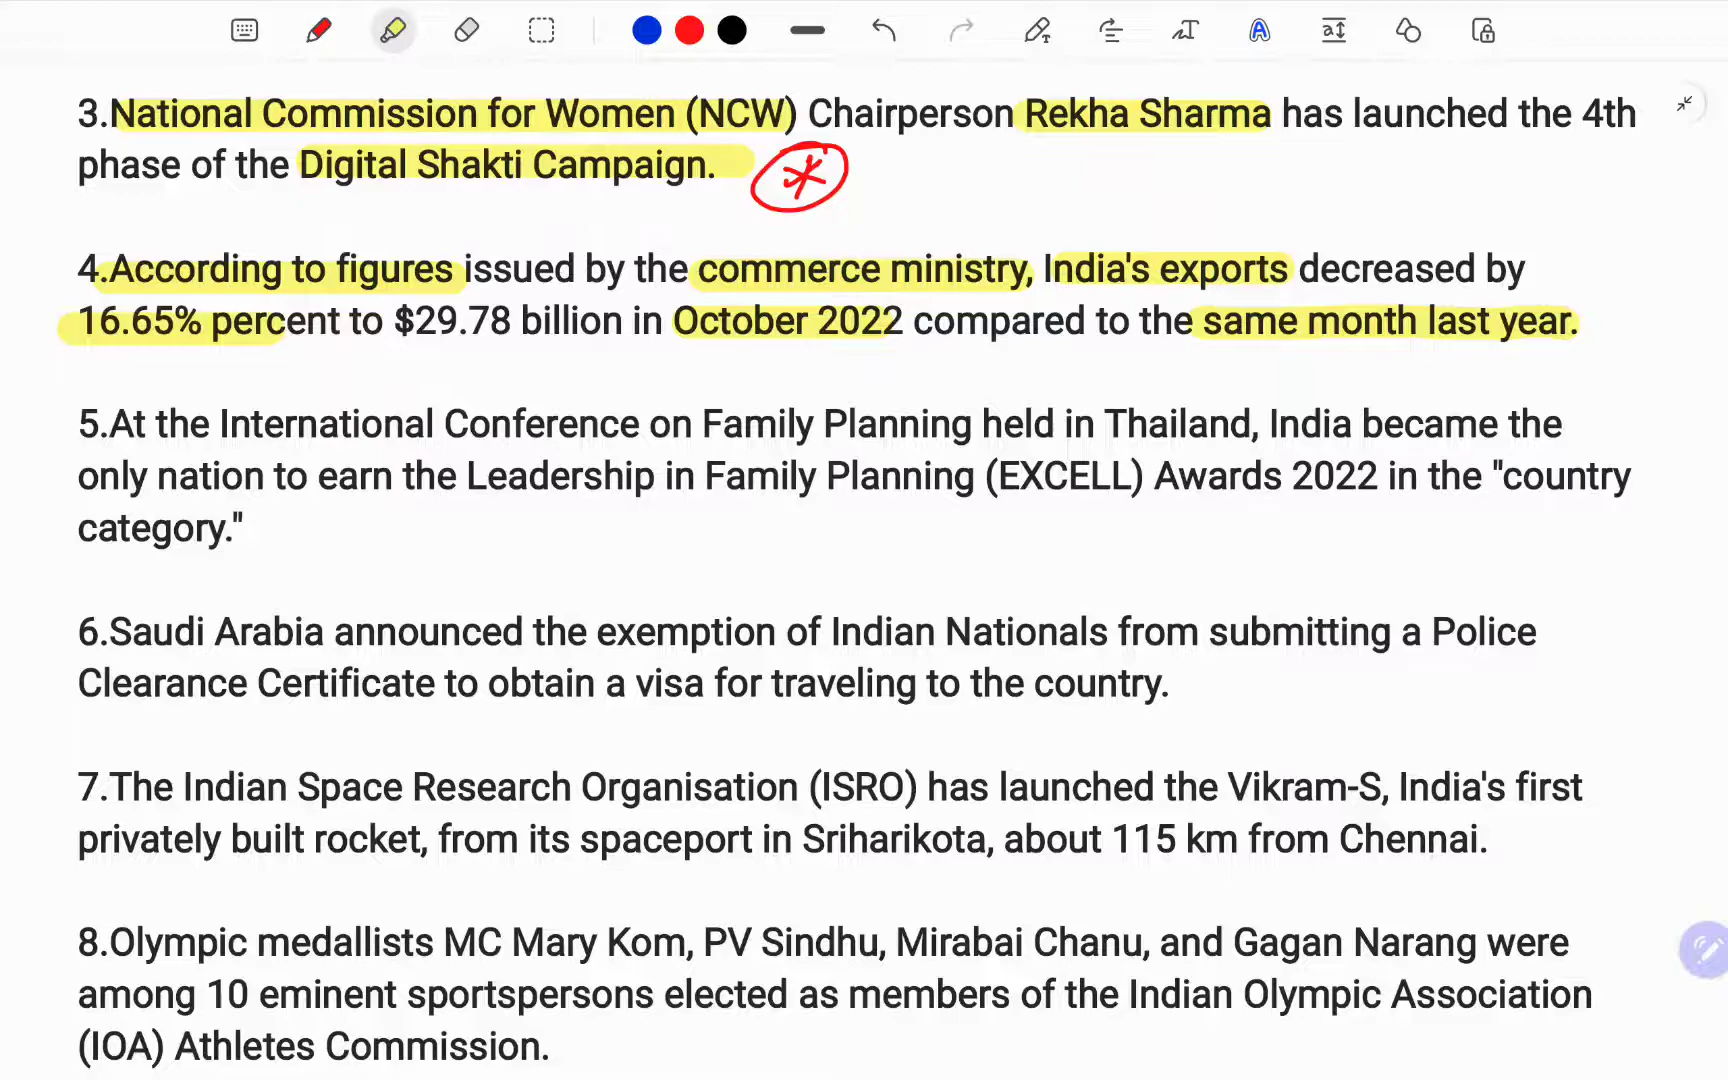 3.National Commission for Women (NCW) Chairperson Rekha Sharma has launched the 4th
phase of the Digital Shakti Campaign.
4.According to figures issued by the commerce ministry, India's exports decreased by
16.65% percent to $29.78 billion in October 2022 compared to the same month last year.
5.At the International Conference on Family Planning held in Thailand, India became the
only nation to earn the Leadership in Family Planning (EXCELL) Awards 2022 in the "country
category."
6.Saudi Arabia announced the exemption of Indian Nationals from submitting a Police
Clearance Certificate to obtain a visa for traveling to the country.
7.The Indian Space Research Organisation (ISRO) has launched the Vikram-S, India's first
privately built rocket, from its spaceport in Sriharikota, about 115 km from Chennai.
8.Olympic medallists MC Mary Kom, PV Sindhu, Mirabai Chanu, and Gagan Narang were
among 10 eminent sportspersons elected as members of the Indian Olympic Association
(IOA) Athletes Commission.